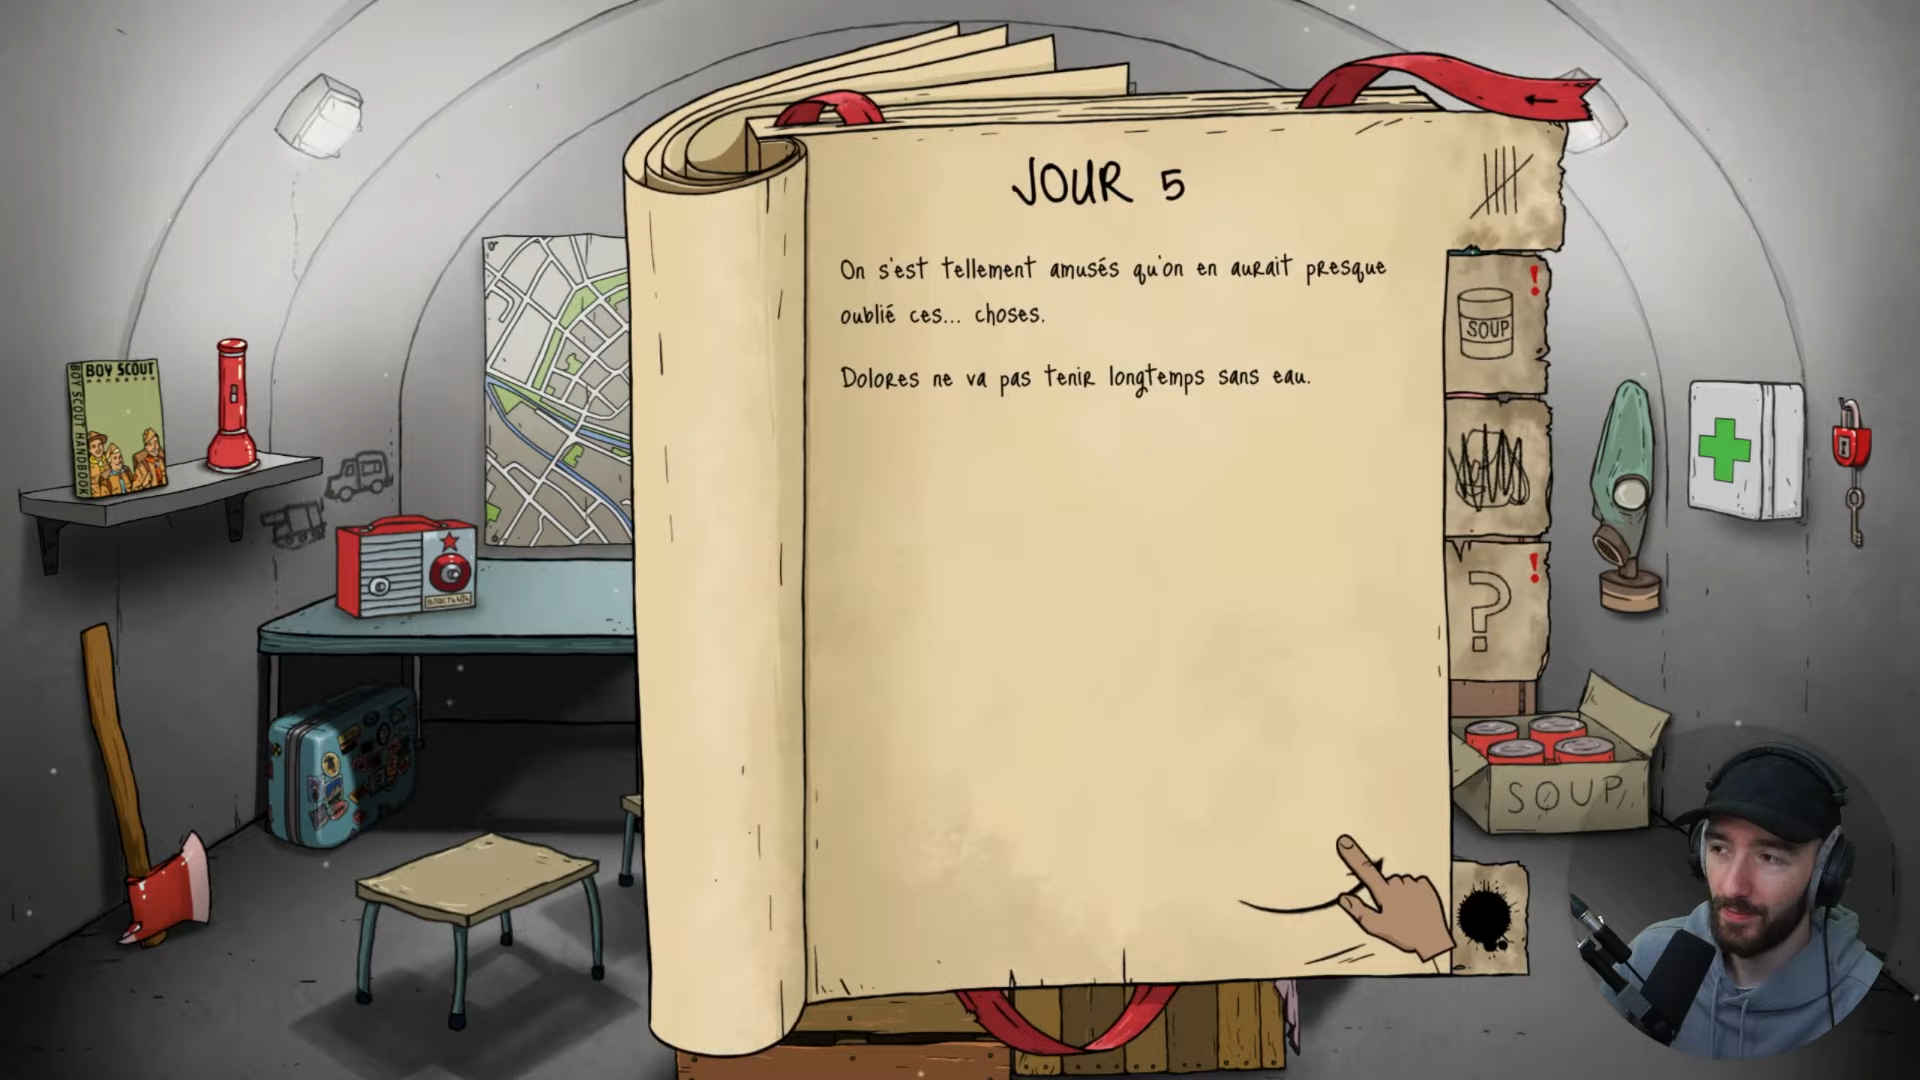 JOUR 5
On s'est tellement amusés qu'on en aurait presque
oublié ces... choses.
Dolores ne va pas tenir longtemps sans eau.
BOY SCOUT
HANDBOOK
BOY SCOUT HANDBOOK
SOUP
SOUP